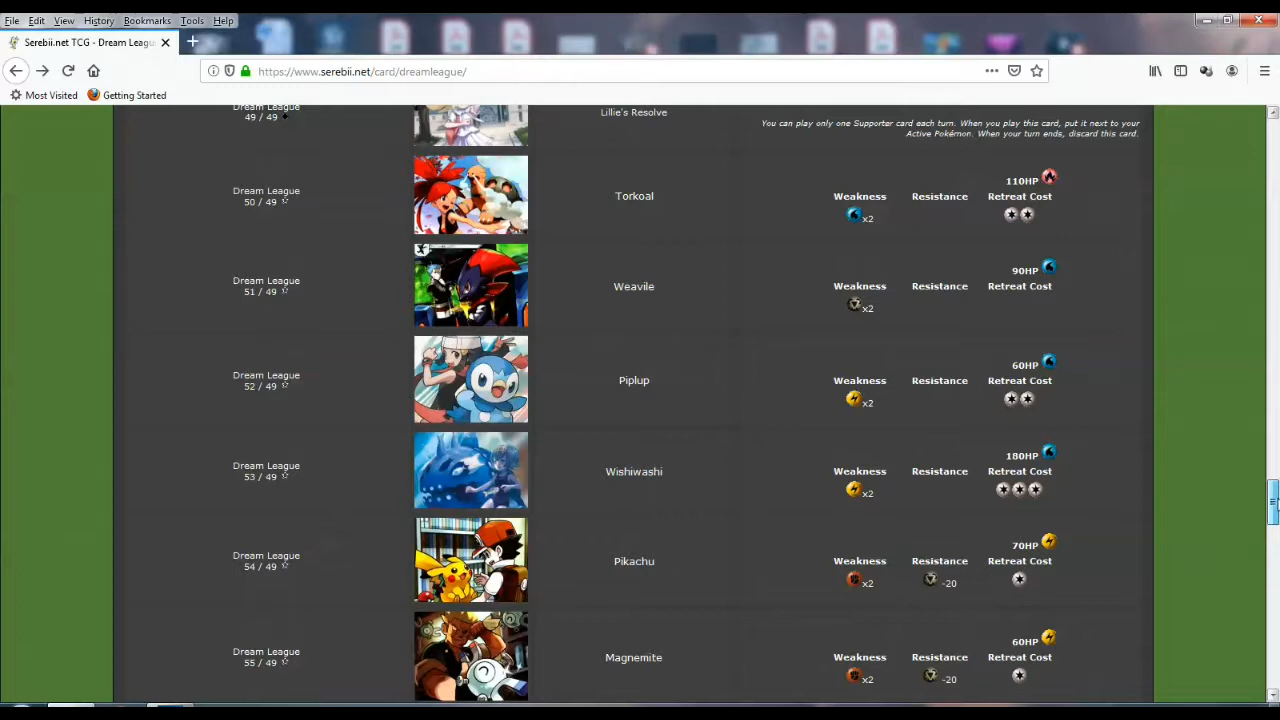 File Edit View History Bookmarks Tools Help
Serebii.net TCG - Dream Leagu
https://www.serebii.net/card/dreamleague/
Most Visited Getting Started
Dream League
49 / 49
Lillie's Resolve
You can play only one Supporter card each turn. When you play this card, put it next to your
Active Pokémon. When your turn ends, discard this card.
Dream League
50 / 49
Torkoal
110HP
Weakness Resistance Retreat Cost
x2
Dream League
51 / 49
Weavile
90HP
Weakness Resistance Retreat Cost
x2
Dream League
52 / 49
Piplup
60HP
Weakness Resistance Retreat Cost
x2
Dream League
53 / 49
Wishiwashi
180HP
Weakness Resistance Retreat Cost
x2
Dream League
54 / 49
Pikachu
70HP
Weakness Resistance Retreat Cost
x2 -20
Dream League
55 / 49
Magnemite
60HP
Weakness Resistance Retreat Cost
x2 -20